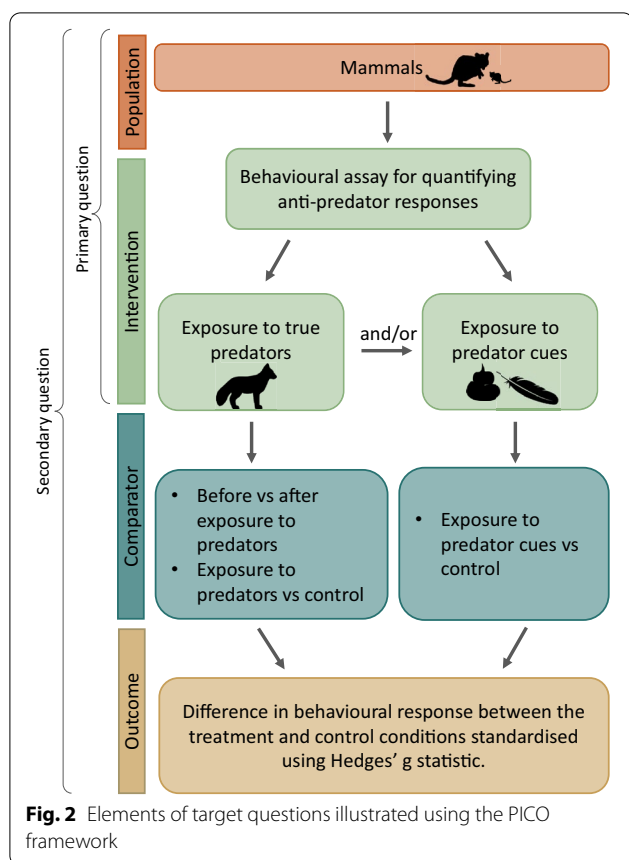 Population
Mammals
Primary question
Secondary question
Intervention
Behavioural assay for quantifying
anti-predator responses
Exposure to true
predators
and/or
Exposure to
predator cues
Comparator
• Before vs after
exposure to
predators
• Exposure to
predators vs control
• Exposure to
predator cues vs
control
Outcome
Difference in behavioural response between the
treatment and control conditions standardised
using Hedges’ g statistic.
Fig. 2 Elements of target questions illustrated using the PICO
framework